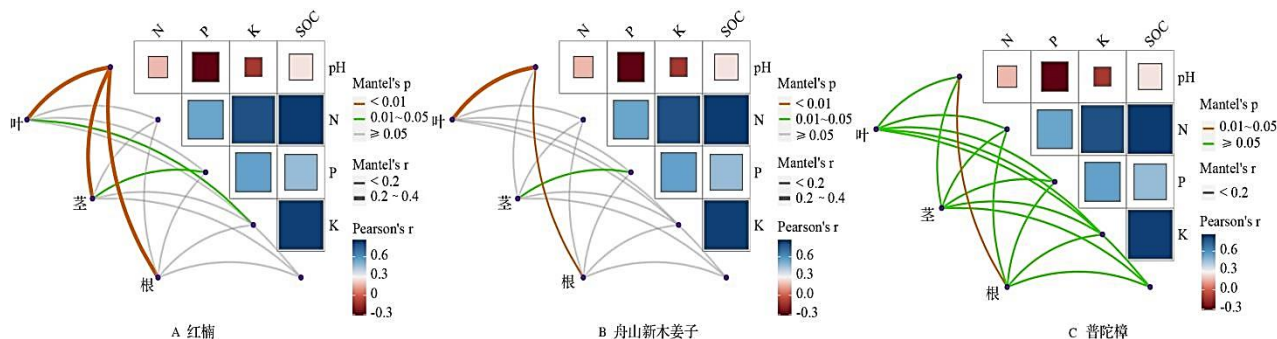 N P K SOC
pH
N
P
K
叶
茎
根
Mantel's p
< 0.01
0.01~0.05
≥ 0.05
Mantel's r
< 0.2
0.2 ~ 0.4
Pearson's r
0.6
0.3
0
-0.3
A 红楠
N P K SOC
pH
N
P
K
叶
茎
根
Mantel's p
< 0.01
0.01~0.05
≥ 0.05
Mantel's r
< 0.2
0.2 ~ 0.4
Pearson's r
0.6
0.3
0.0
-0.3
B 舟山新木姜子
N P K SOC
pH
N
P
K
叶
茎
根
Mantel's p
0.01~0.05
≥ 0.05
Mantel's r
< 0.2
Pearson's r
0.6
0.3
0.0
-0.3
C 普陀樟